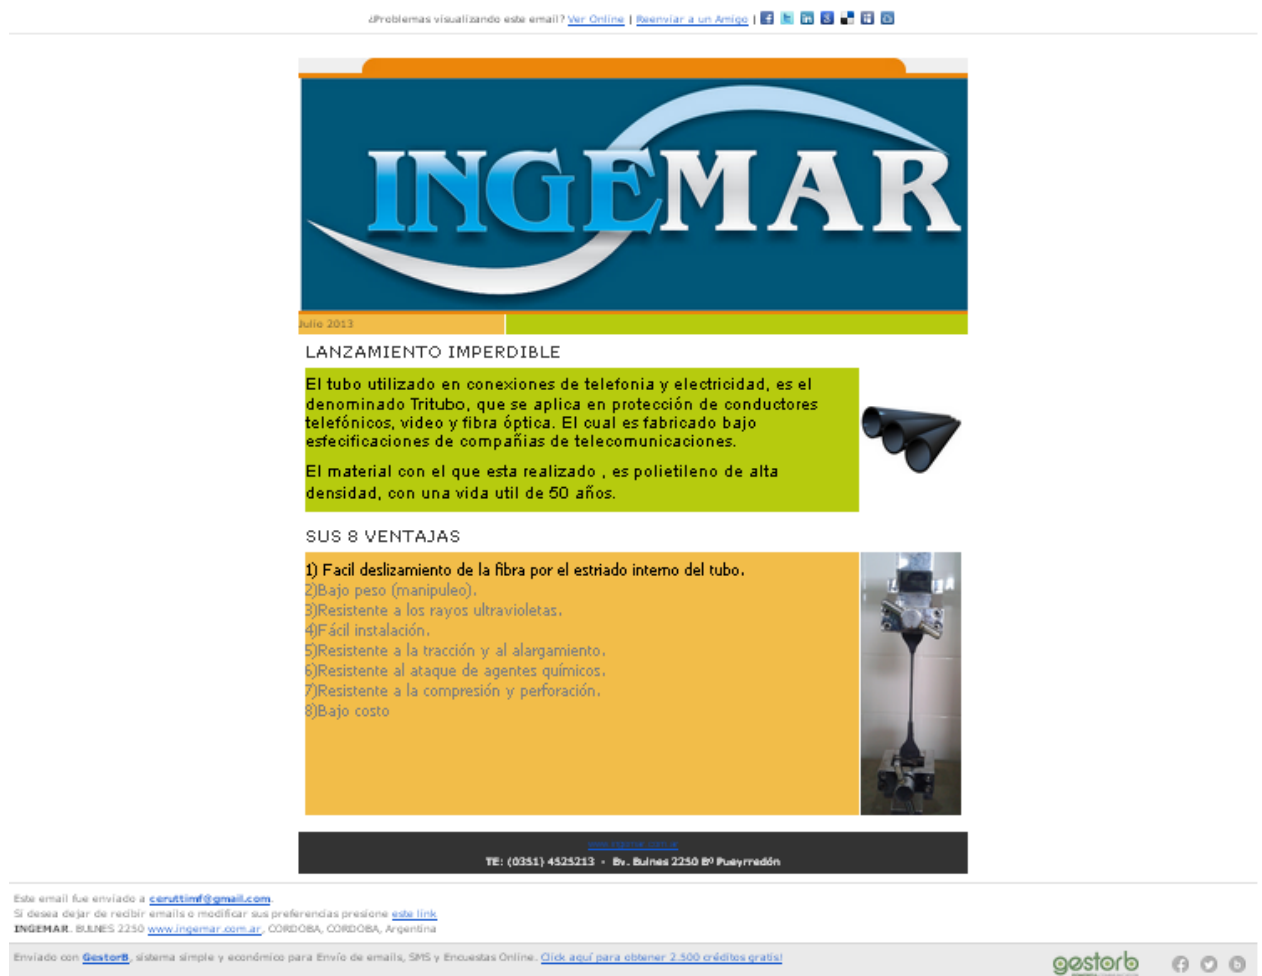 ¿Problemas visualizando este email? Ver Online | Reenviar a un Amigo |
INGEMAR
Julio 2013
LANZAMIENTO IMPERDIBLE
El tubo utilizado en conexiones de telefonia y electricidad, es el
denominado Tritubo, que se aplica en protección de conductores
telefónicos, video y fibra óptica. El cual es fabricado bajo
esfecificaciones de compañias de telecomunicaciones.
El material con el que esta realizado , es polietileno de alta
densidad, con una vida util de 50 años.
SUS 8 VENTAJAS
1) Facil deslizamiento de la fibra por el estriado interno del tubo.
2)Bajo peso (manipuleo).
3)Resistente a los rayos ultravioletas.
4)Fácil instalación.
5)Resistente a la tracción y al alargamiento.
6)Resistente al ataque de agentes químicos.
7)Resistente a la compresión y perforación.
8)Bajo costo
www.ingemar.com.ar
TE: (0351) 4525213 - Bv. Bulnes 2250 Bº Pueyrredón
Este email fue enviado a ceruttimf@gmail.com.
Si desea dejar de recibir emails o modificar sus preferencias presione este link
INGEMAR. BULNES 2250 www.ingemar.com.ar, CORDOBA, CORDOBA, Argentina
Enviado con GestorB, sistema simple y económico para Envío de emails, SMS y Encuestas Online. Click aquí para obtener 2.500 créditos gratis!
gestorb